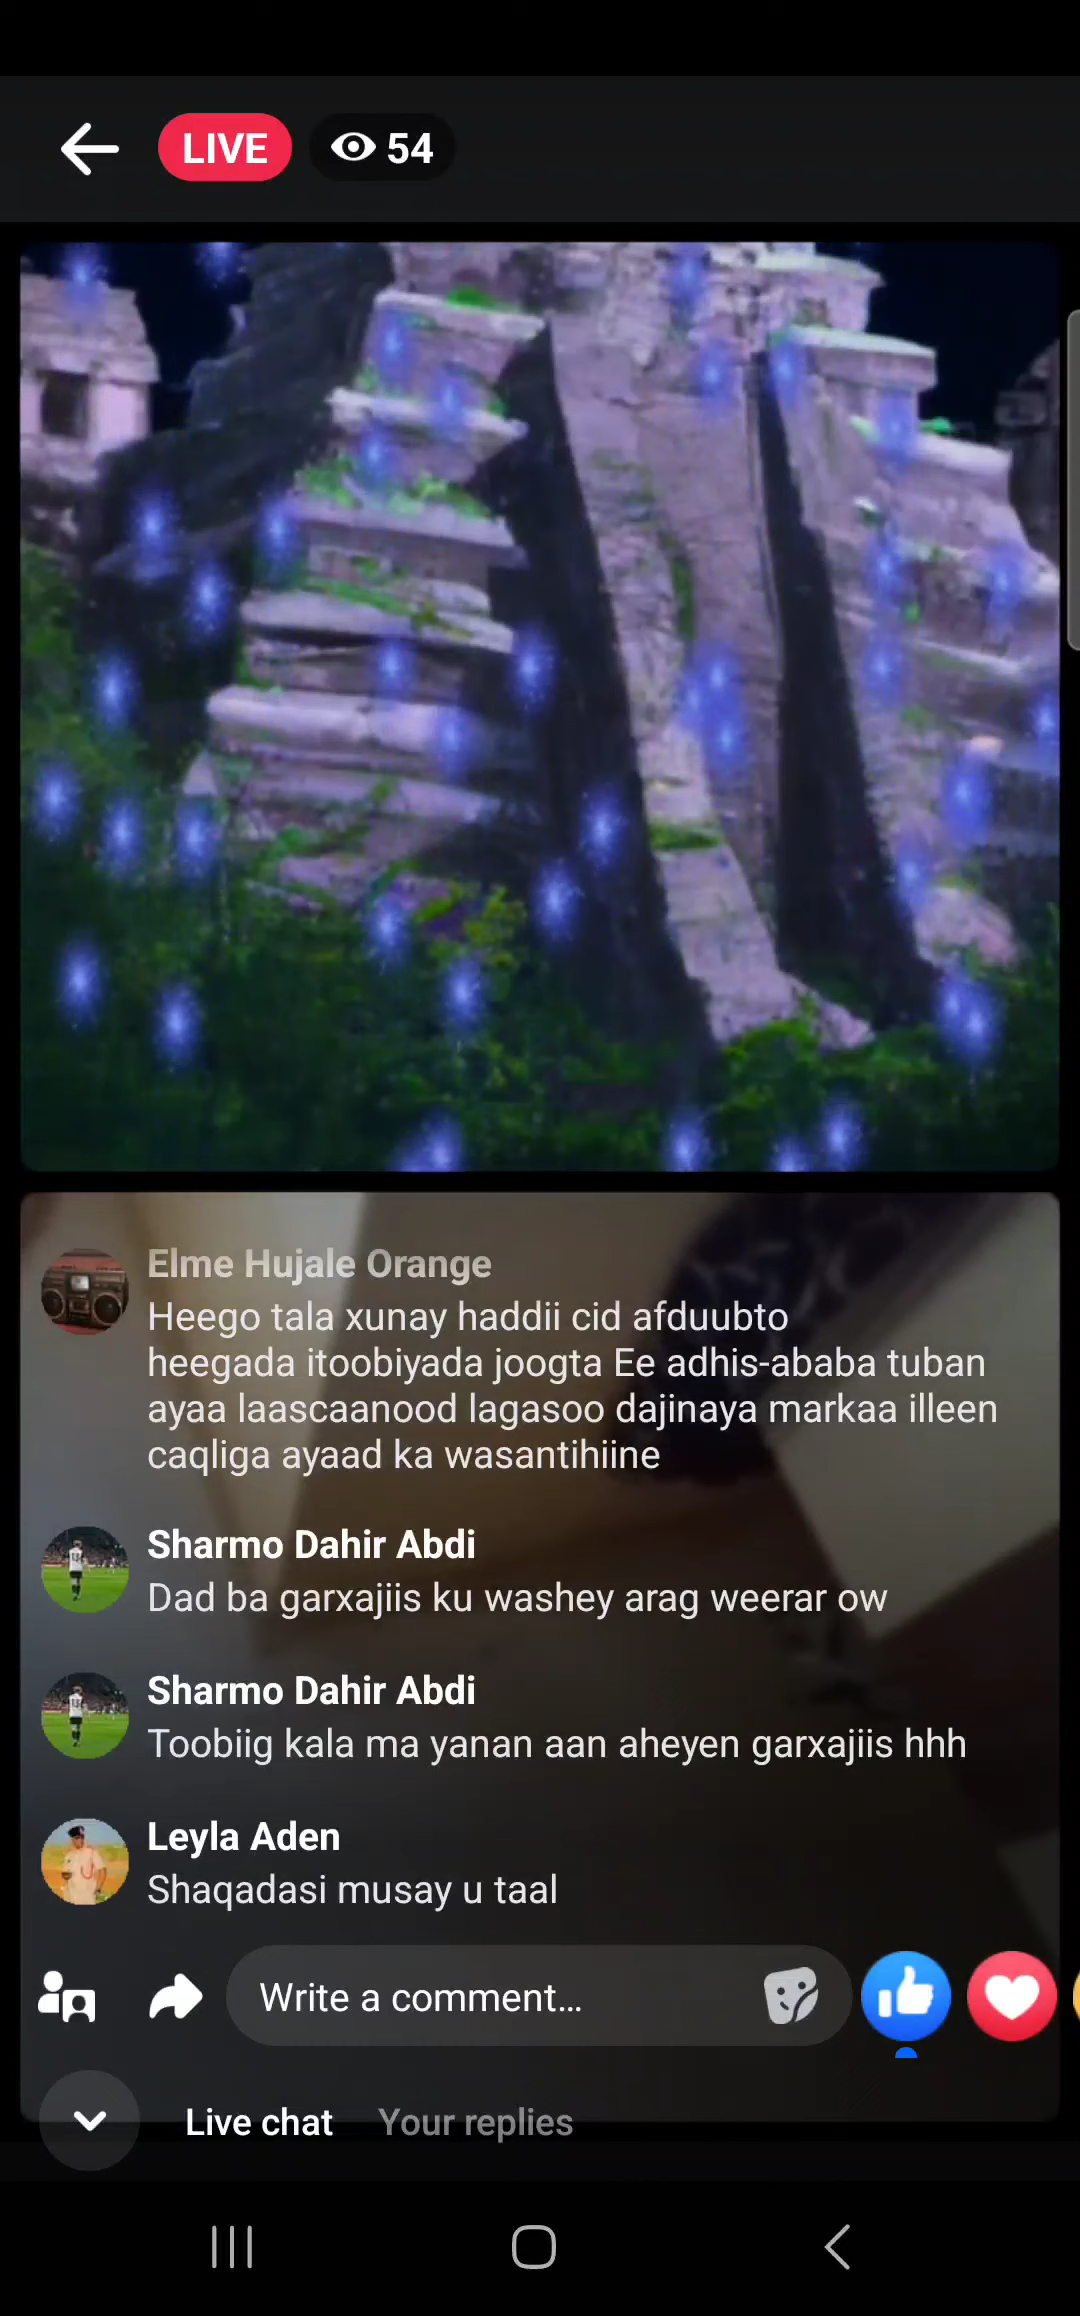 LIVE
54
Elme Hujale Orange
Heego tala xunay haddii cid afduubto
heegada itoobiyada joogta Ee adhis-ababa tuban
ayaa laascaanood lagasoo dajinaya markaa illeen
caqliga ayaad ka wasantihiine
Sharmo Dahir Abdi
Dad ba garxajiis ku washey arag weerar ow
Sharmo Dahir Abdi
Toobiig kala ma yanan aan aheyen garxajiis hhh
Leyla Aden
Shaqadasi musay u taal
Write a comment...
Live chat
Your replies